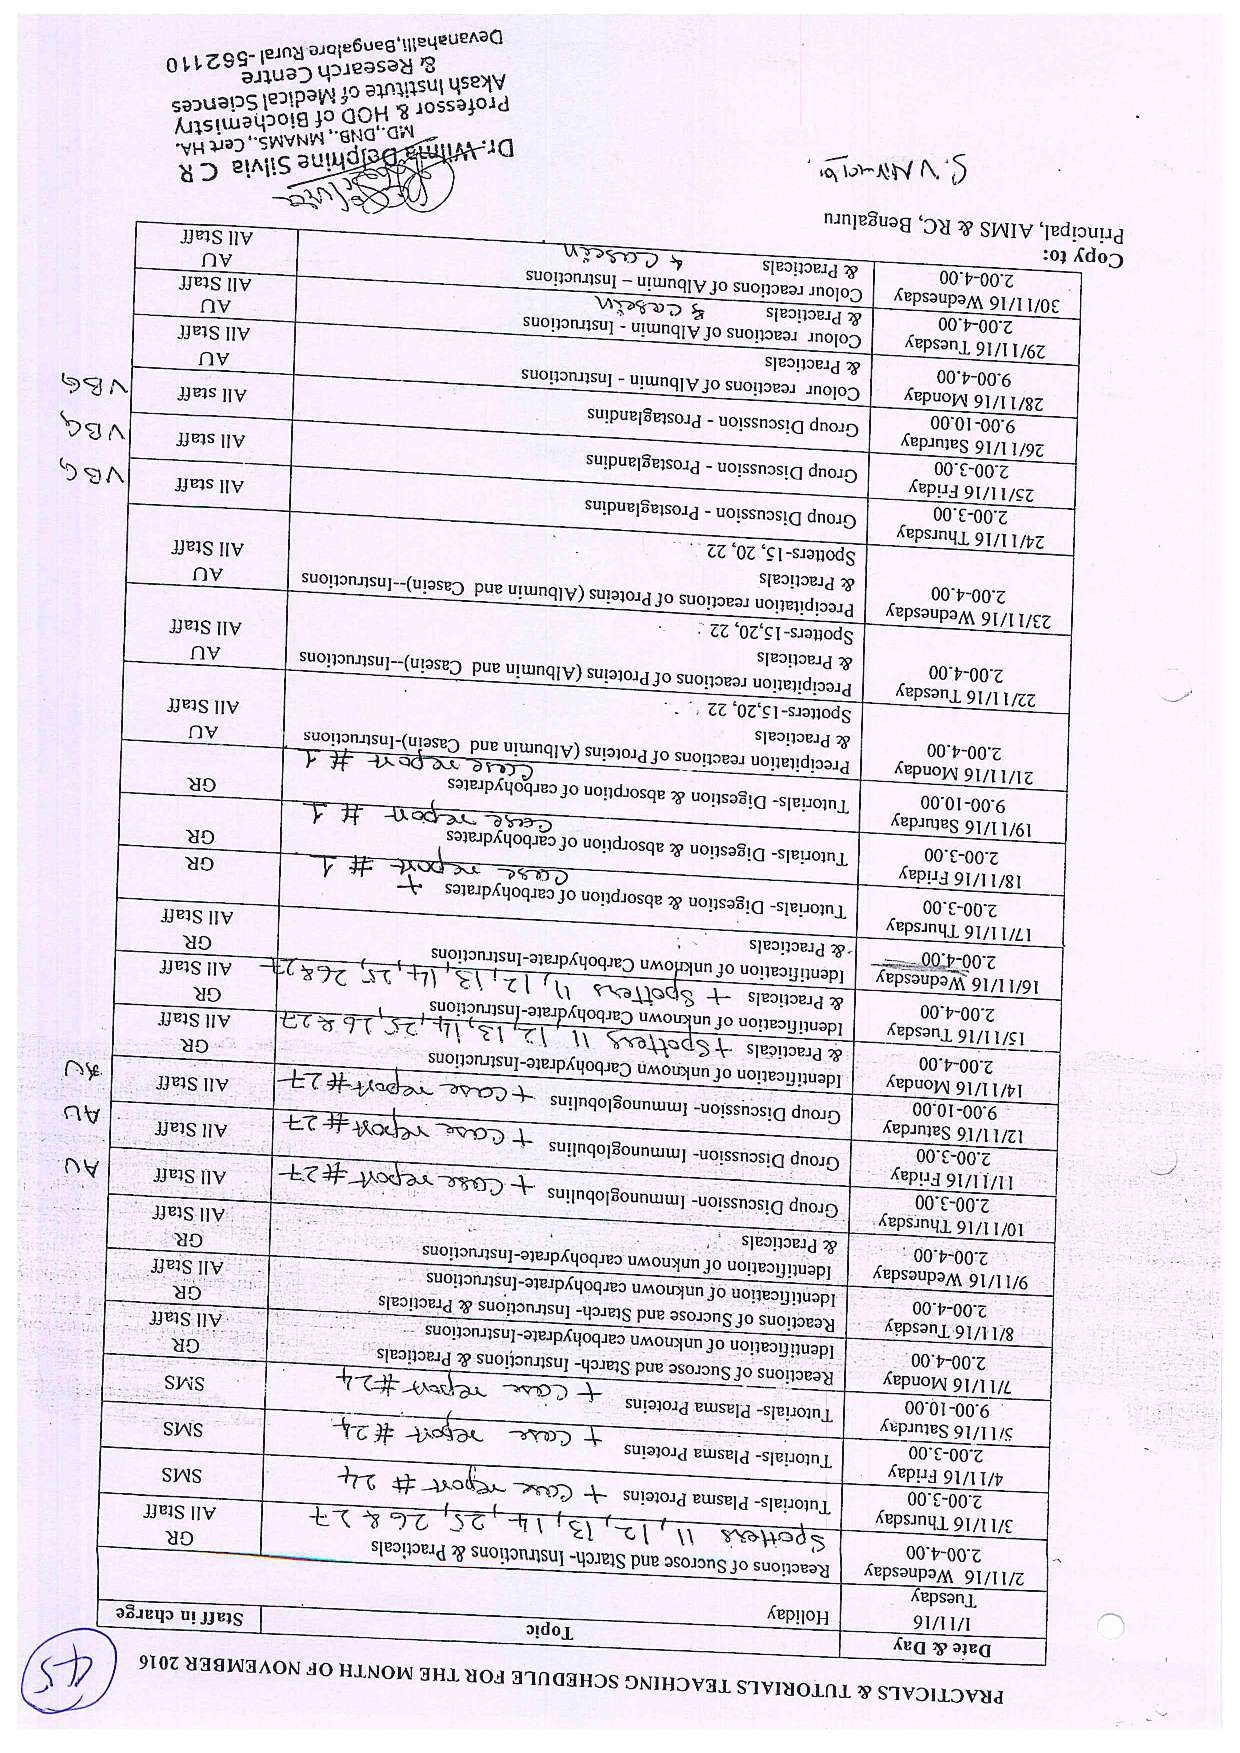 45
PRACTICALS & TUTORIALS TEACHING SCHEDULE FOR THE MONTH OF NOVEMBER 2016
Date & Day Topic Staff in charge
1/11/16 Holiday
Tuesday
2/11/16 Wednesday Reactions of Sucrose and Starch- Instructions & Practicals GR
2.00-4.00 Spotters 11, 12, 13, 14, 25, 26 & 27 All Staff
3/11/16 Thursday Tutorials- Plasma Proteins + Case report # 24 SMS
2.00-3.00
4/11/16 Friday Tutorials- Plasma Proteins + Case report # 24 SMS
2.00-3.00
5/11/16 Saturday Tutorials- Plasma Proteins + Case report # 24 SMS
9.00-10.00
7/11/16 Monday Reactions of Sucrose and Starch- Instructions & Practicals GR
2.00-4.00 Identification of unknown carbohydrate-Instructions All Staff
8/11/16 Tuesday Reactions of Sucrose and Starch- Instructions & Practicals GR
2.00-4.00 Identification of unknown carbohydrate-Instructions All Staff
9/11/16 Wednesday Identification of unknown carbohydrate-Instructions GR
2.00-4.00 & Practicals All Staff
10/11/16 Thursday Group Discussion- Immunoglobulins + Case report # 27 All Staff AU
2.00-3.00
11/11/16 Friday Group Discussion- Immunoglobulins + Case report # 27 All Staff AU
2.00-3.00
12/11/16 Saturday Group Discussion- Immunoglobulins + Case report # 27 All Staff AU
9.00-10.00
14/11/16 Monday Identification of unknown Carbohydrate-Instructions GR
2.00-4.00 & Practicals + Spotters 11, 12, 13, 14, 25, 26 & 27 All Staff
15/11/16 Tuesday Identification of unknown Carbohydrate-Instructions GR
2.00-4.00 & Practicals + Spotters 11, 12, 13, 14, 25, 26 & 27 All Staff
16/11/16 Wednesday Identification of unknown Carbohydrate-Instructions GR
2.00-4.00 & Practicals All Staff
17/11/16 Thursday Tutorials- Digestion & absorption of carbohydrates + GR
2.00-3.00 Case report # 1
18/11/16 Friday Tutorials- Digestion & absorption of carbohydrates GR
2.00-3.00 Case report # 1
19/11/16 Saturday Tutorials- Digestion & absorption of carbohydrates GR
9.00-10.00 Case report # 1
21/11/16 Monday Precipitation reactions of Proteins (Albumin and Casein)-Instructions AU
2.00-4.00 & Practicals All Staff
Spotters-15,20, 22
22/11/16 Tuesday Precipitation reactions of Proteins (Albumin and Casein)--Instructions AU
2.00-4.00 & Practicals All Staff
Spotters-15,20, 22
23/11/16 Wednesday Precipitation reactions of Proteins (Albumin and Casein)--Instructions AU
2.00-4.00 & Practicals All Staff
Spotters-15, 20, 22
24/11/16 Thursday Group Discussion - Prostaglandins All staff VBG
2.00-3.00
25/11/16 Friday Group Discussion - Prostaglandins All staff VBG
2.00-3.00
26/11/16 Saturday Group Discussion - Prostaglandins All staff VBG
9.00-10.00
28/11/16 Monday Colour reactions of Albumin - Instructions AU
9.00-4.00 & Practicals All Staff
29/11/16 Tuesday Colour reactions of Albumin - Instructions AU
2.00-4.00 & Practicals & Casein All Staff
30/11/16 Wednesday Colour reactions of Albumin – Instructions AU
2.00-4.00 & Practicals & Casein All Staff
Copy to:
Principal, AIMS & RC, Bengaluru
Dr. Wilma Delphine Silvia C R
MD.,DNB., MNAMS., Cert HA.
Professor & HOD of Biochemistry
Akash Institute of Medical Sciences
& Research Centre
Devanahalli,Bangalore Rural -562110